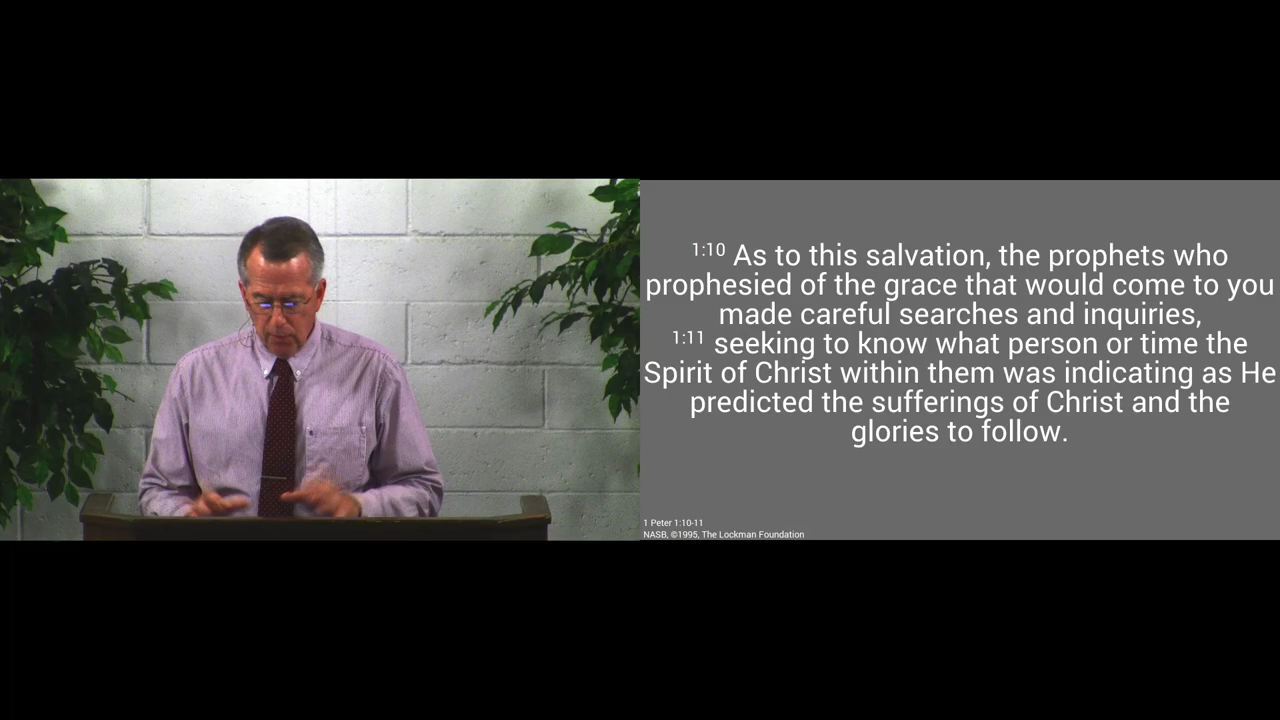 1:10 As to this salvation, the prophets who
prophesied of the grace that would come to you
made careful searches and inquiries,
1:11 seeking to know what person or time the
Spirit of Christ within them was indicating as He
predicted the sufferings of Christ and the
glories to follow.
1 Peter 1:10-11
NASB, ©1995, The Lockman Foundation